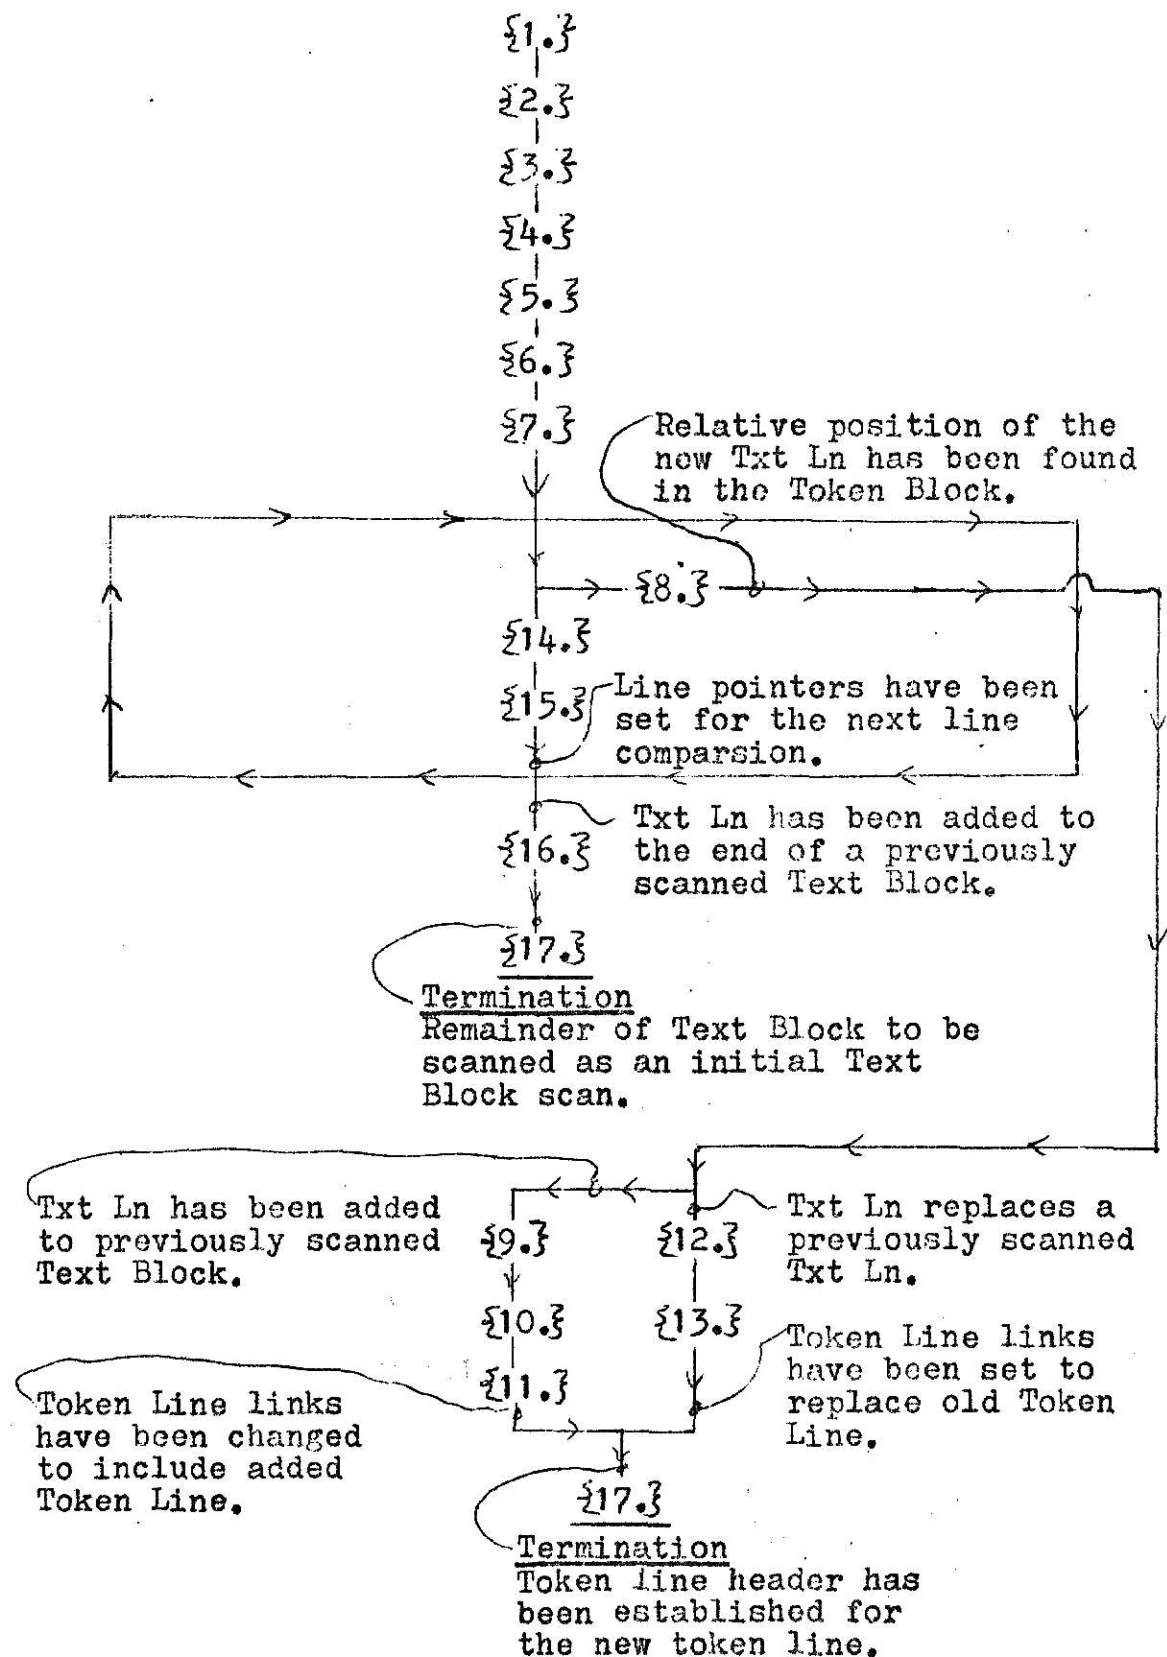 {1.}
{2.}
{3.}
{4.}
{5.}
{6.}
{7.}
Relative position of the
new Txt Ln has been found
in the Token Block.
{8.}
{14.}
{15.}
Line pointers have been
set for the next line
comparsion.
Txt Ln has been added to
the end of a previously
scanned Text Block.
{16.}
{17.}
Termination
Remainder of Text Block to be
scanned as an initial Text
Block scan.
Txt Ln has been added
to previously scanned
Text Block.
{9.}
{12.}
Txt Ln replaces a
previously scanned
Txt Ln.
{10.}
{13.}
{11.}
Token Line links
have been changed
to include added
Token Line.
Token Line links
have been set to
replace old Token
Line.
{17.}
Termination
Token line header has
been established for
the new token line.